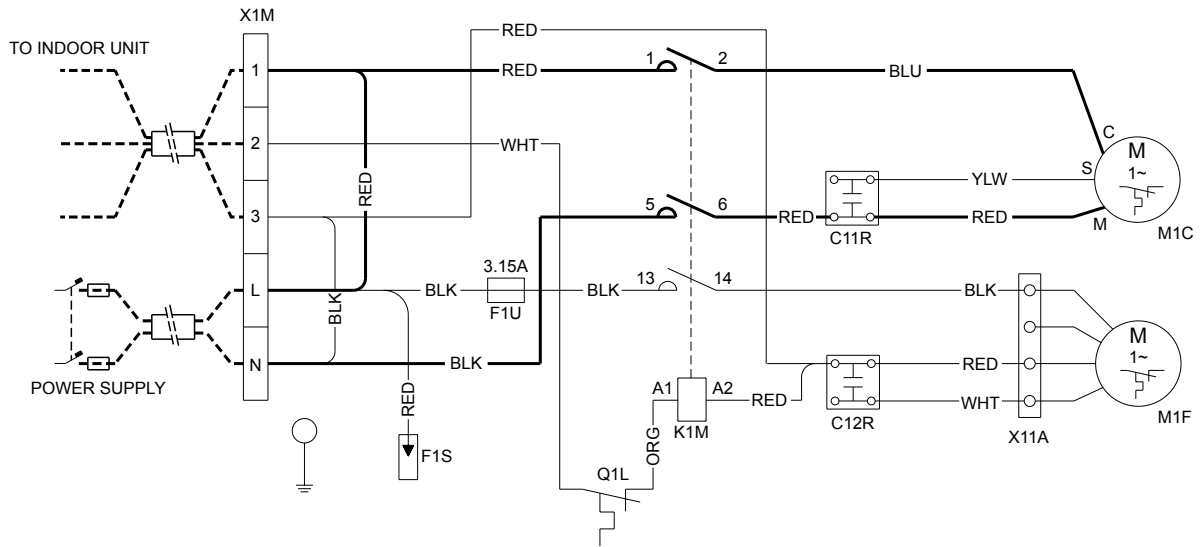 X1M
RED
TO INDOOR UNIT
1
RED
1
2
BLU
C
2
WHT
M
1~
S
RED
YLW
3
5
6
RED
RED
C11R
M
M1C
3.15A
13
14
L
BLK
BLK
BLK
BLK
F1U
M
1~
N
BLK
RED
POWER SUPPLY
RED
A1
A2
RED
WHT
K1M
C12R
M1F
X11A
F1S
ORG
Q1L